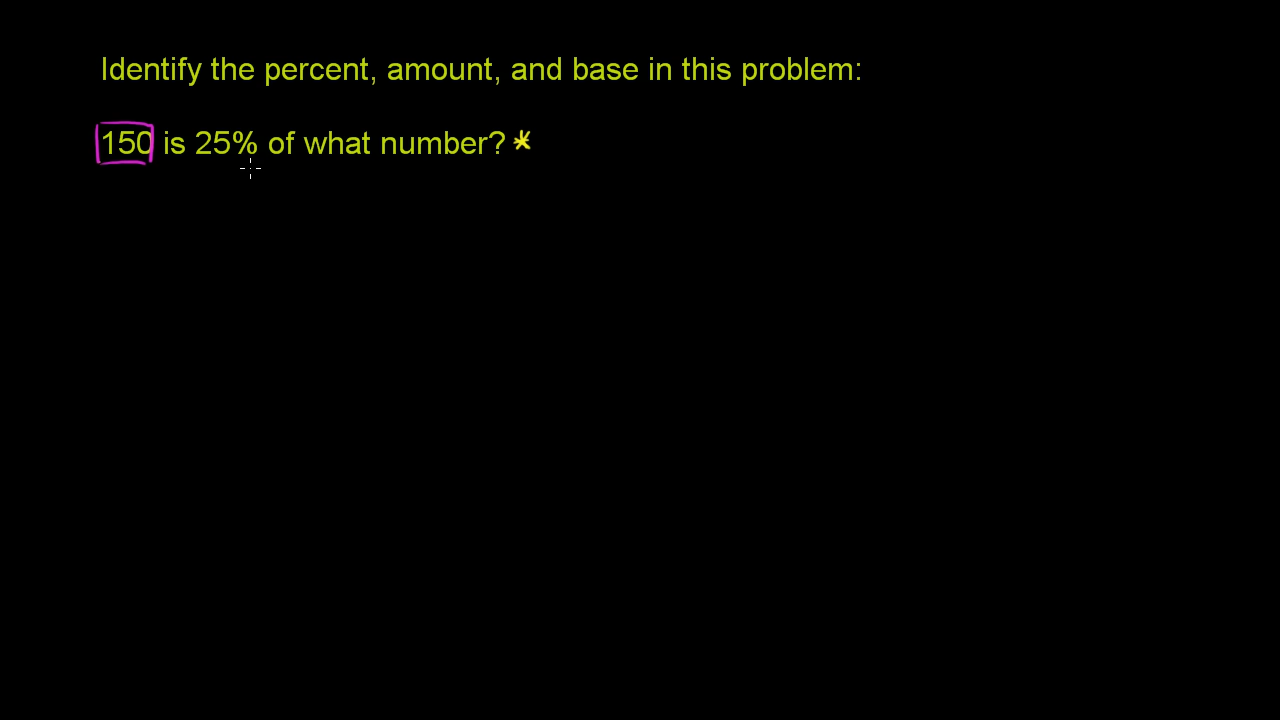 Identify the percent, amount, and base in this problem:
150 is 25% of what number? *